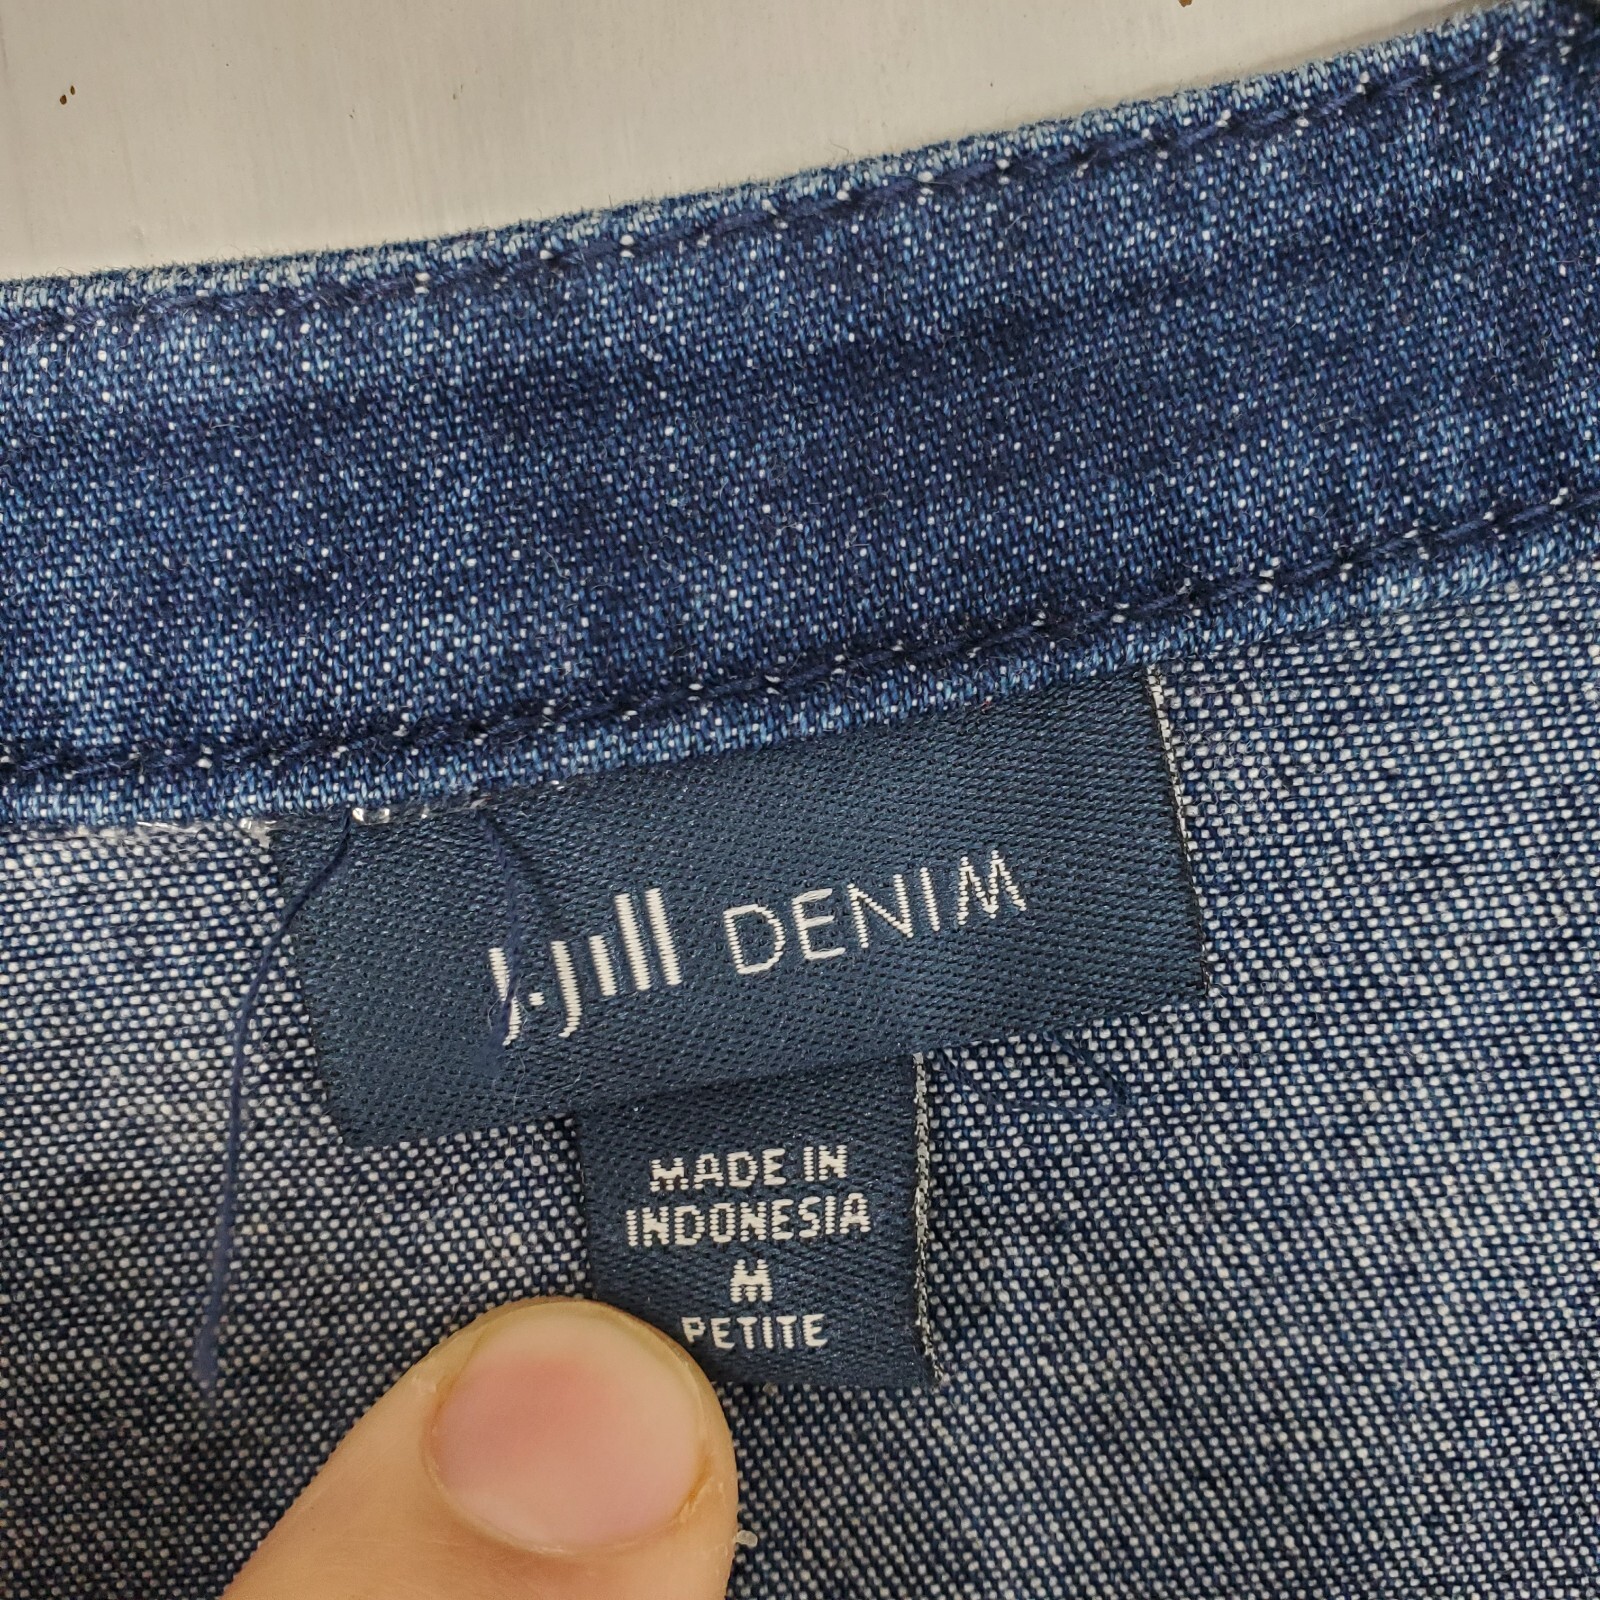 J.Jill DENIM
MADE IN
INDONESIA
M
PETITE